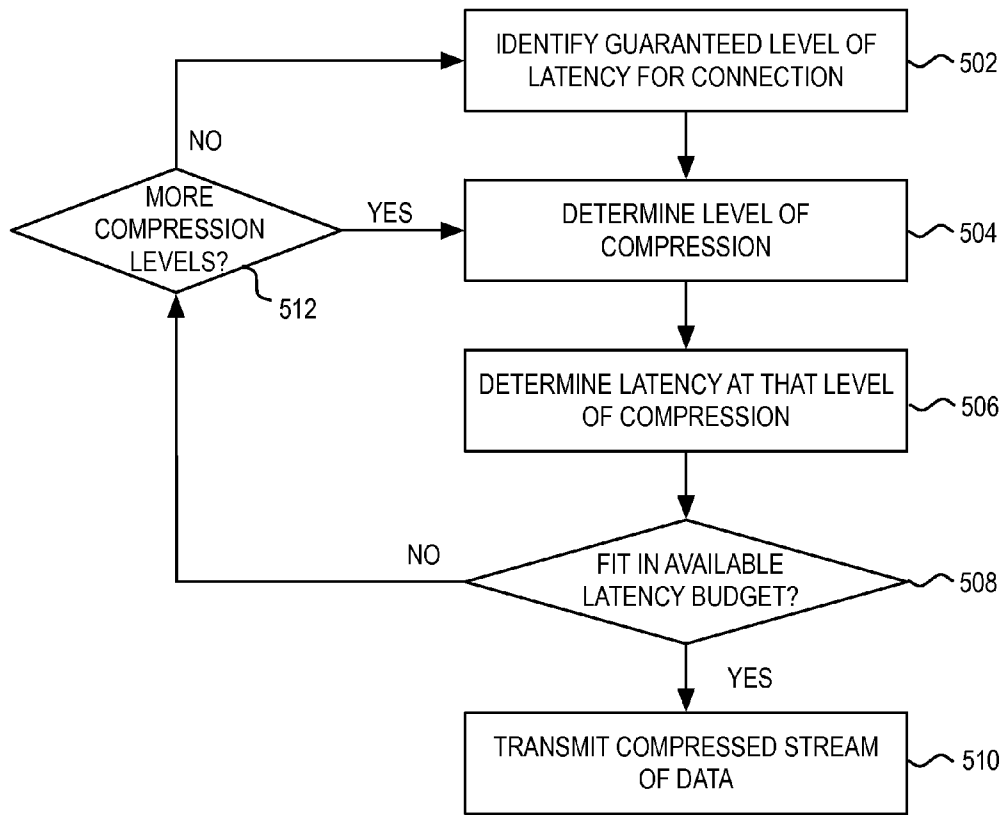 IDENTIFY GUARANTEED LEVEL OF
LATENCY FOR CONNECTION
502
NO
MORE
COMPRESSION
LEVELS?
512
YES
DETERMINE LEVEL OF
COMPRESSION
504
DETERMINE LATENCY AT THAT LEVEL
OF COMPRESSION
506
NO
FIT IN AVAILABLE
LATENCY BUDGET?
508
YES
TRANSMIT COMPRESSED STREAM
OF DATA
510